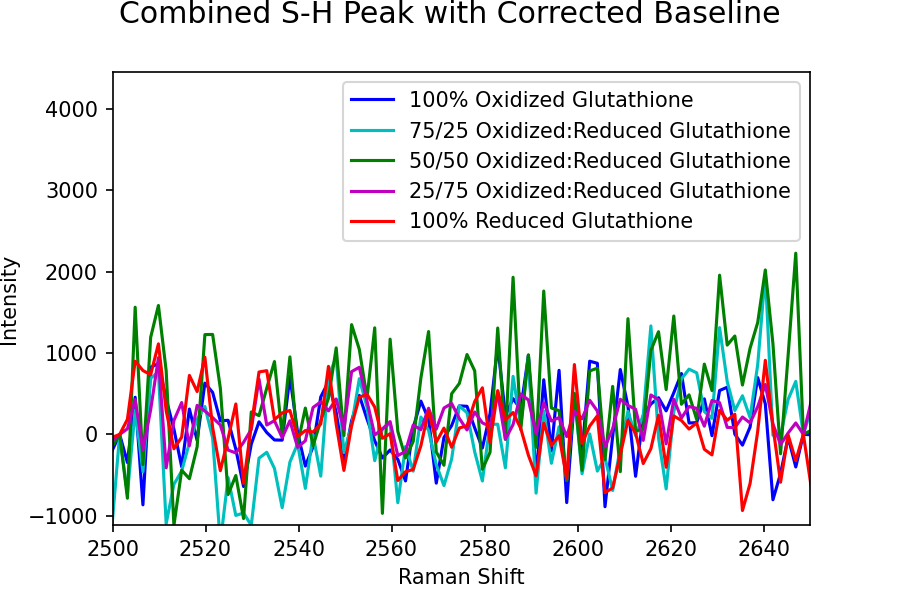 Combined S-H Peak with Corrected Baseline
4000
3000
2000
1000
0
−1000
Intensity
100% Oxidized Glutathione
75/25 Oxidized:Reduced Glutathione
50/50 Oxidized:Reduced Glutathione
25/75 Oxidized:Reduced Glutathione
100% Reduced Glutathione
2500 2520 2540 2560 2580 2600 2620 2640
Raman Shift